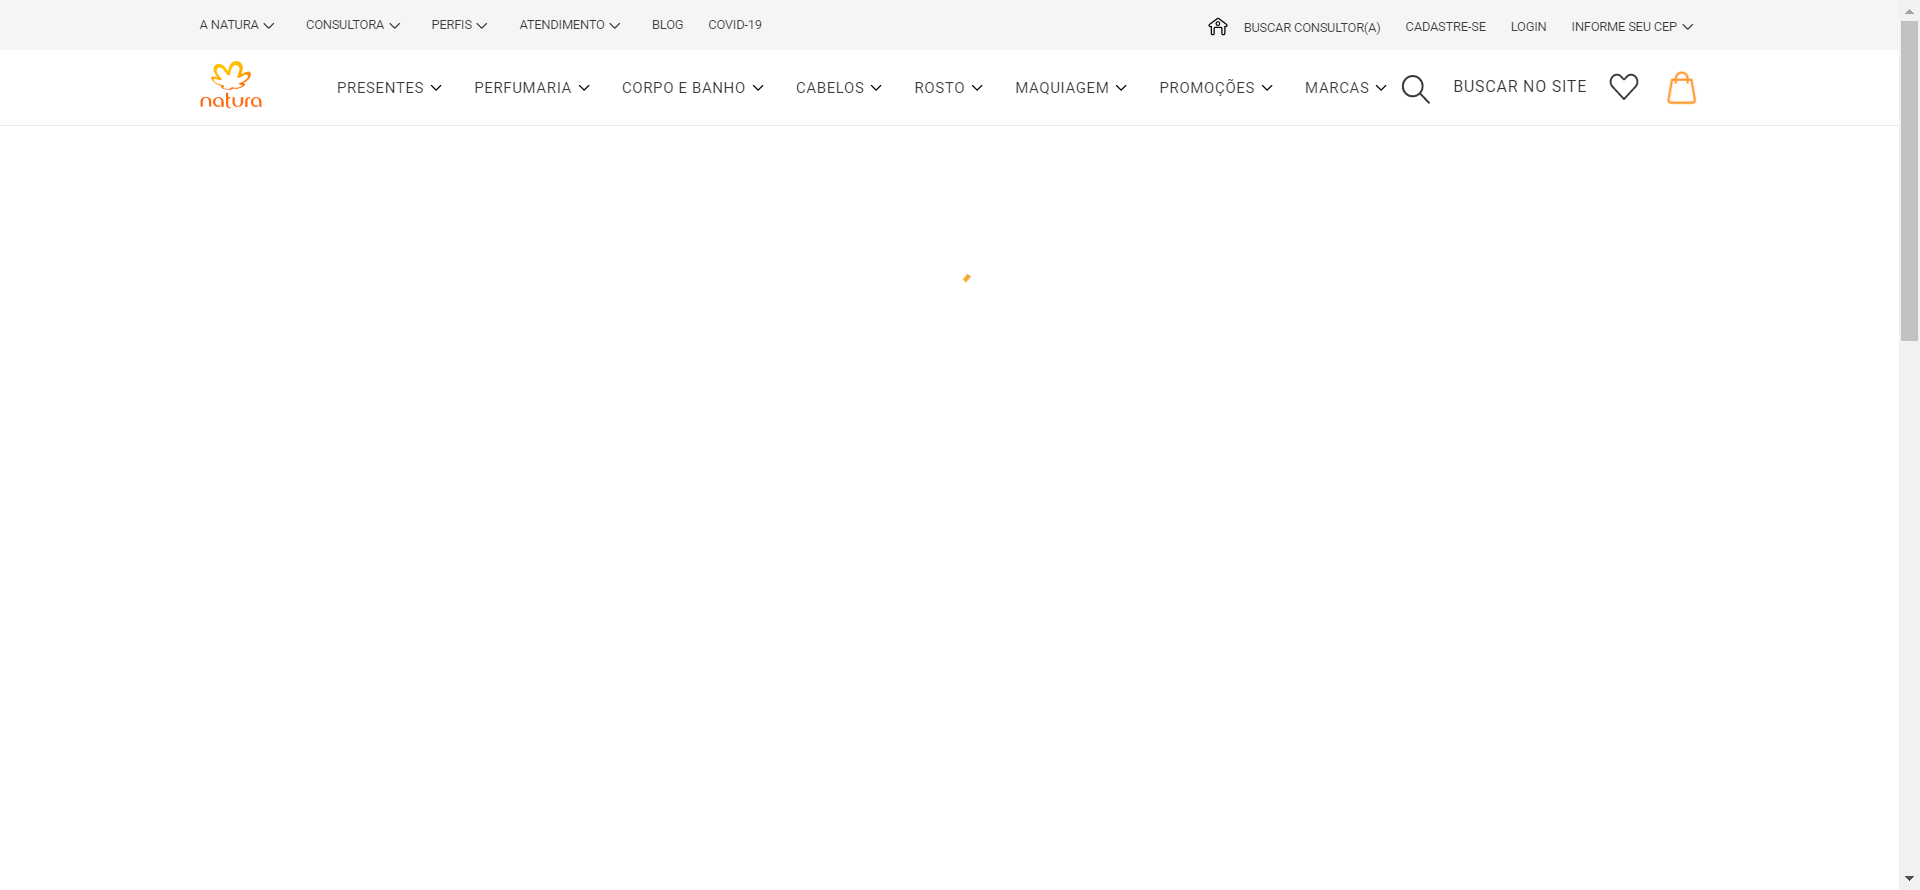 A NATURA CONSULTORA PERFIS ATENDIMENTO BLOG COVID-19 BUSCAR CONSULTOR(A) CADASTRE-SE LOGIN INFORME SEU CEP
natura PRESENTES PERFUMARIA CORPO E BANHO CABELOS ROSTO MAQUIAGEM PROMOÇÕES MARCAS BUSCAR NO SITE